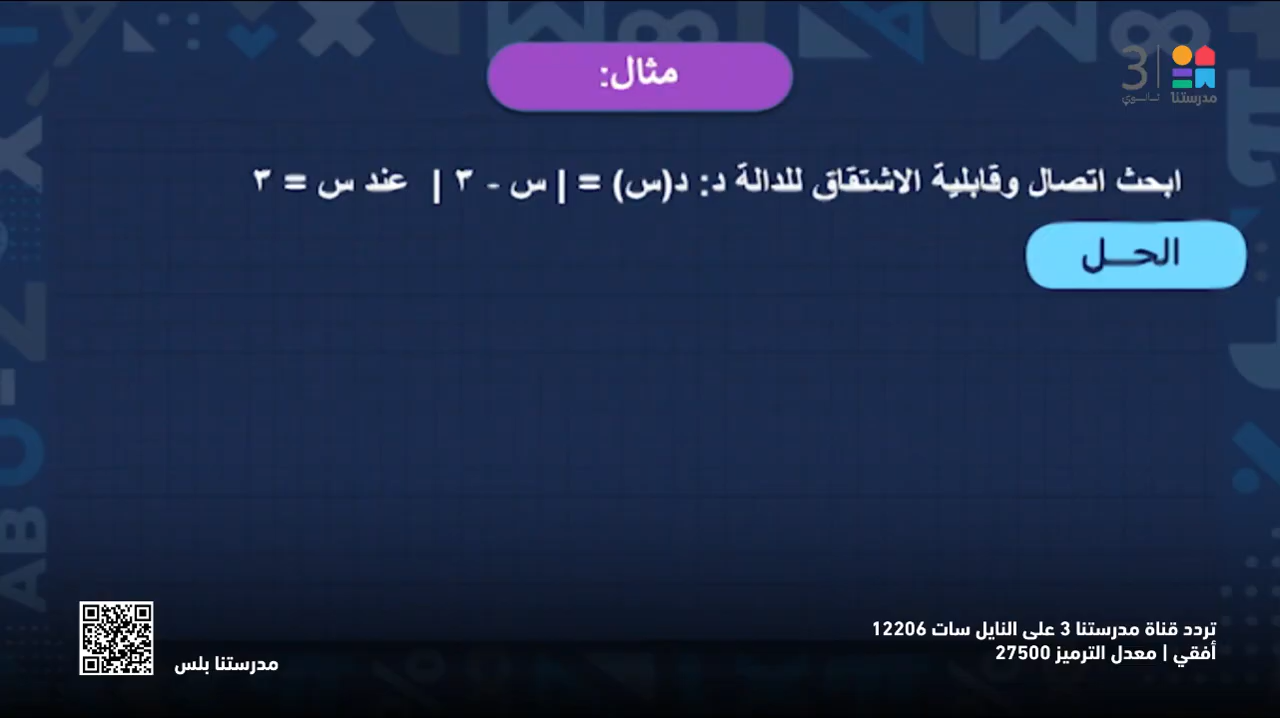 3
ثانوي
مدرستنا
مثال:
ابحث اتصال وقابلية الاشتقاق للدالة د: د(س) = | س - ٣ | عند س = ٣
الحـــل
تردد قناة مدرستنا 3 على النايل سات 12206
أفقي | معدل الترميز 27500
مدرستنا بلس